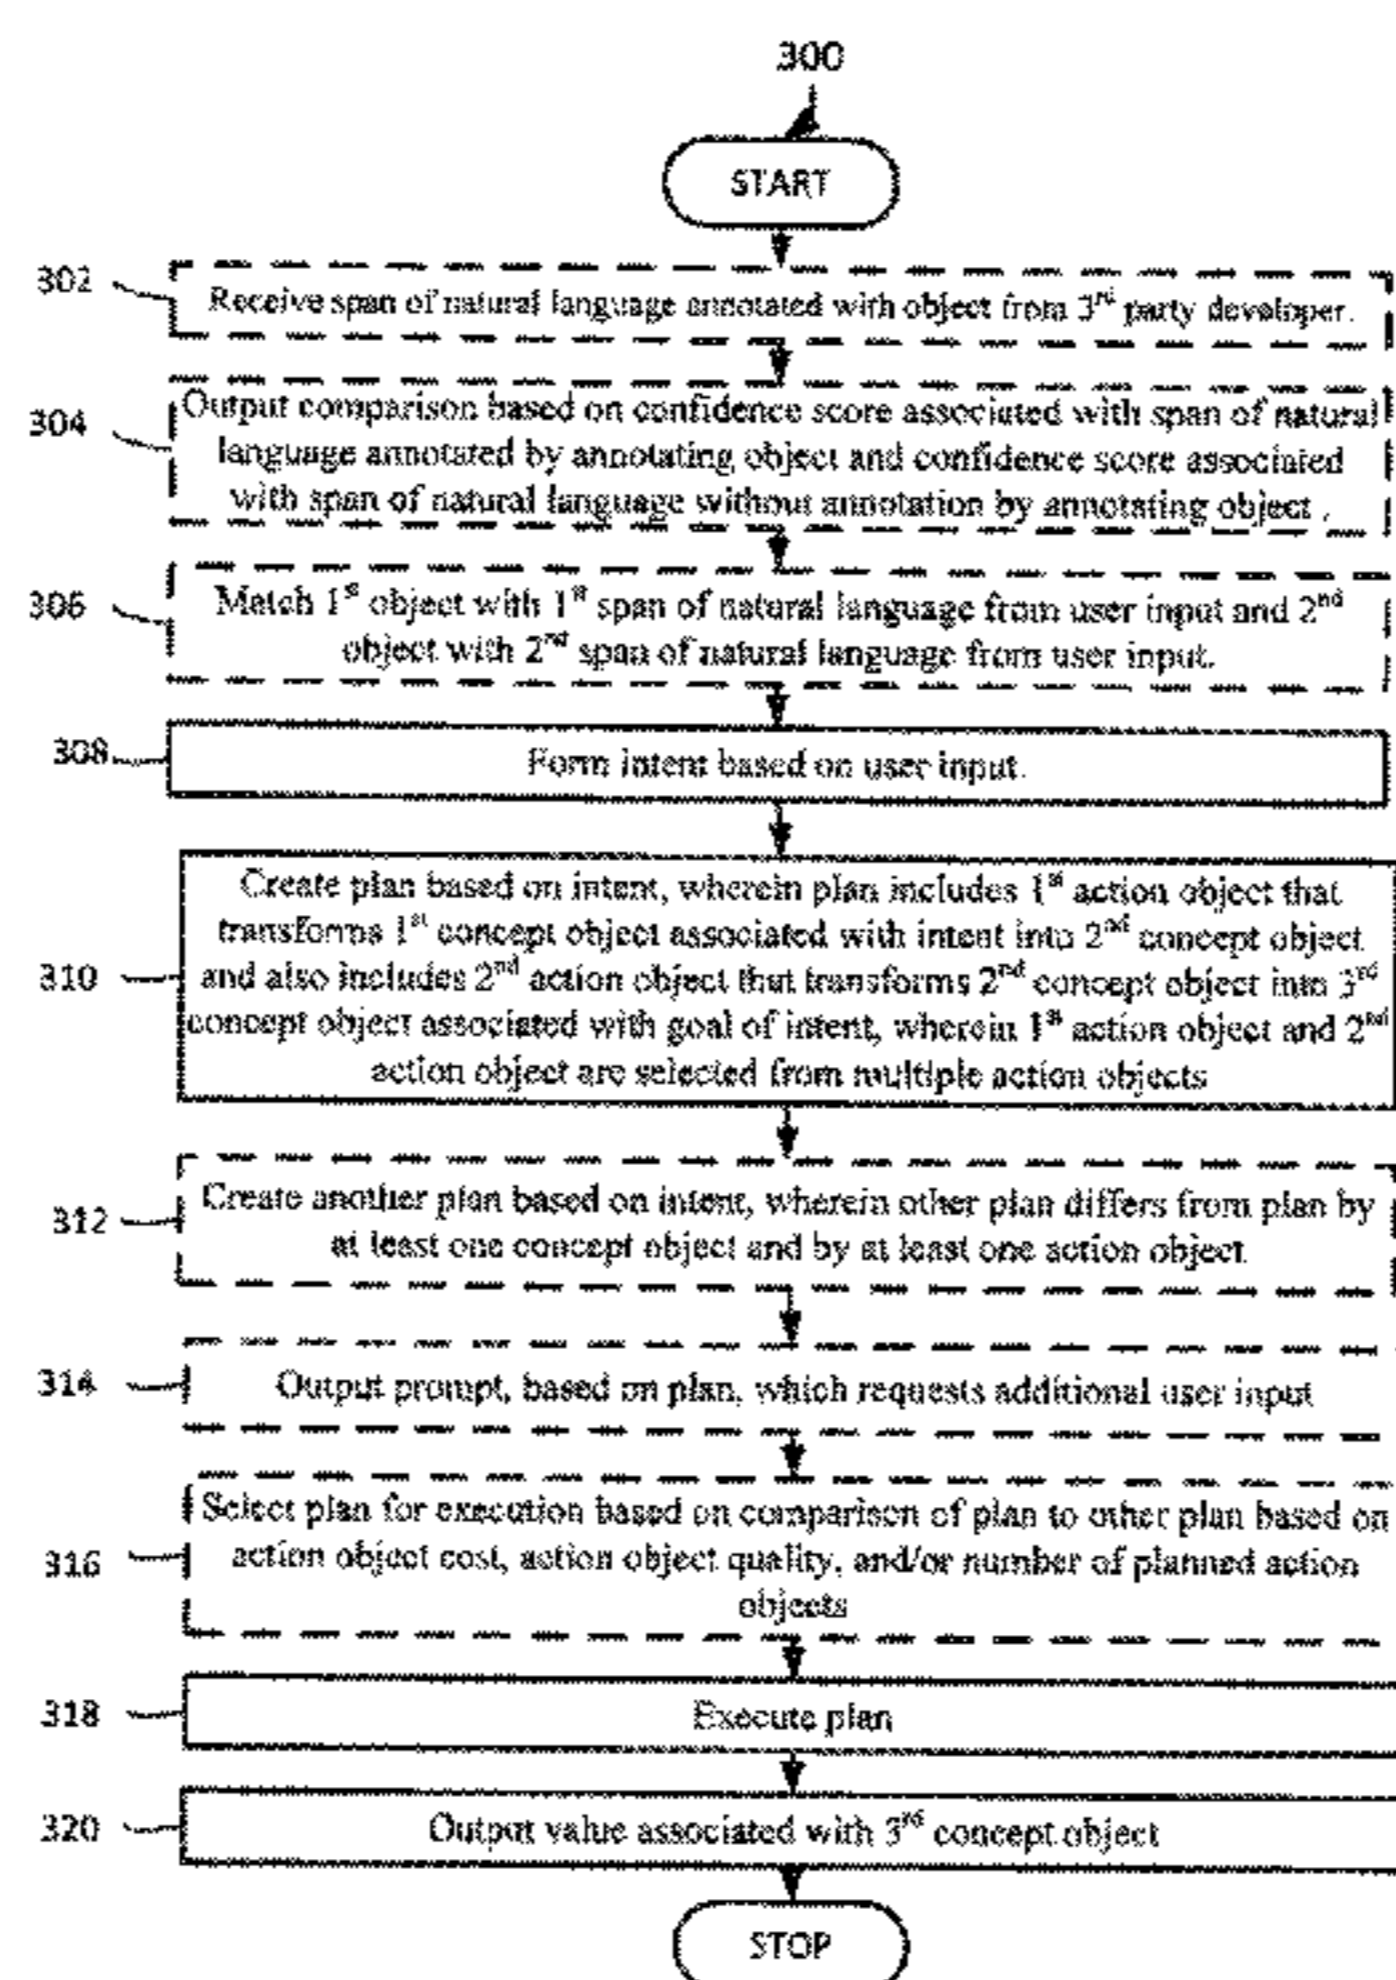 300
START
302
Receive span of natural language annotated with object from 3rd party developer.
304
Output comparison based on confidence score associated with span of natural
language annotated by annotating object and confidence score associated
with span of natural language without annotation by annotating object .
306
Match 1st object with 1st span of natural language from user input and 2nd
object with 2nd span of natural language from user input.
308
Form intent based on user input.
310
Create plan based on intent, wherein plan includes 1st action object that
transforms 1st concept object associated with intent into 2nd concept object
and also includes 2nd action object that transforms 2nd concept object into 3rd
concept object associated with goal of intent, wherein 1st action object and 2nd
action object are selected from multiple action objects
312
Create another plan based on intent, wherein other plan differs from plan by
at least one concept object and by at least one action object.
314
Output prompt, based on plan, which requests additional user input
316
Select plan for execution based on comparison of plan to other plan based on
action object cost, action object quality, and/or number of planned action
objects
318
Execute plan
320
Output value associated with 3rd concept object
STOP